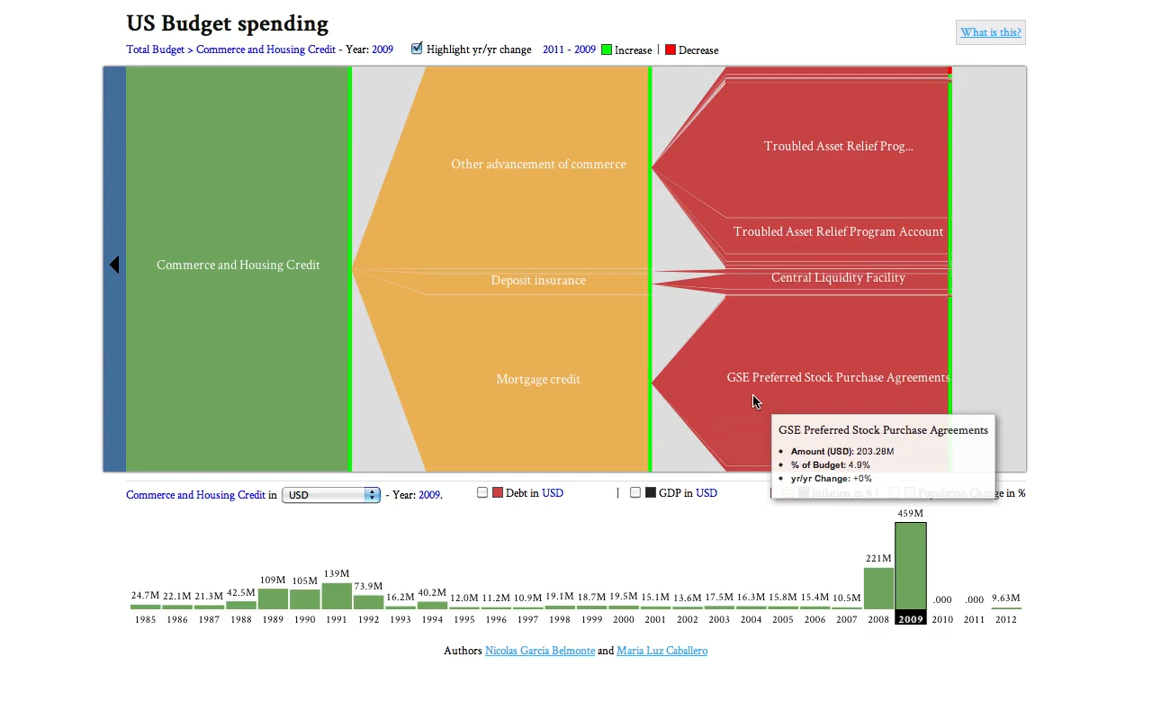 US Budget spending
What is this?
Total Budget > Commerce and Housing Credit - Year: 2009 Highlight yr/yr change 2011 - 2009 Increase | Decrease
Troubled Asset Relief Prog...
Other advancement of commerce
Troubled Asset Relief Program Account
Commerce and Housing Credit
Central Liquidity Facility
Deposit insurance
GSE Preferred Stock Purchase Agreements
Mortgage credit
GSE Preferred Stock Purchase Agreements
• Amount (USD): 203.28M
• % of Budget: 4.9%
• yr/yr Change: +0%
Commerce and Housing Credit in USD - Year: 2009. Debt in USD | GDP in USD | Inflation in % | Population Change in %
459M
221M
139M
109M 105M
73.9M
24.7M 22.1M 21.3M 42.5M 16.2M 40.2M 12.0M 11.2M 10.9M 19.1M 18.7M 19.5M 15.1M 13.6M 17.5M 16.3M 15.8M 15.4M 10.5M .000 .000 9.63M
1985 1986 1987 1988 1989 1990 1991 1992 1993 1994 1995 1996 1997 1998 1999 2000 2001 2002 2003 2004 2005 2006 2007 2008 2009 2010 2011 2012
Authors Nicolas Garcia Belmonte and Maria Luz Caballero